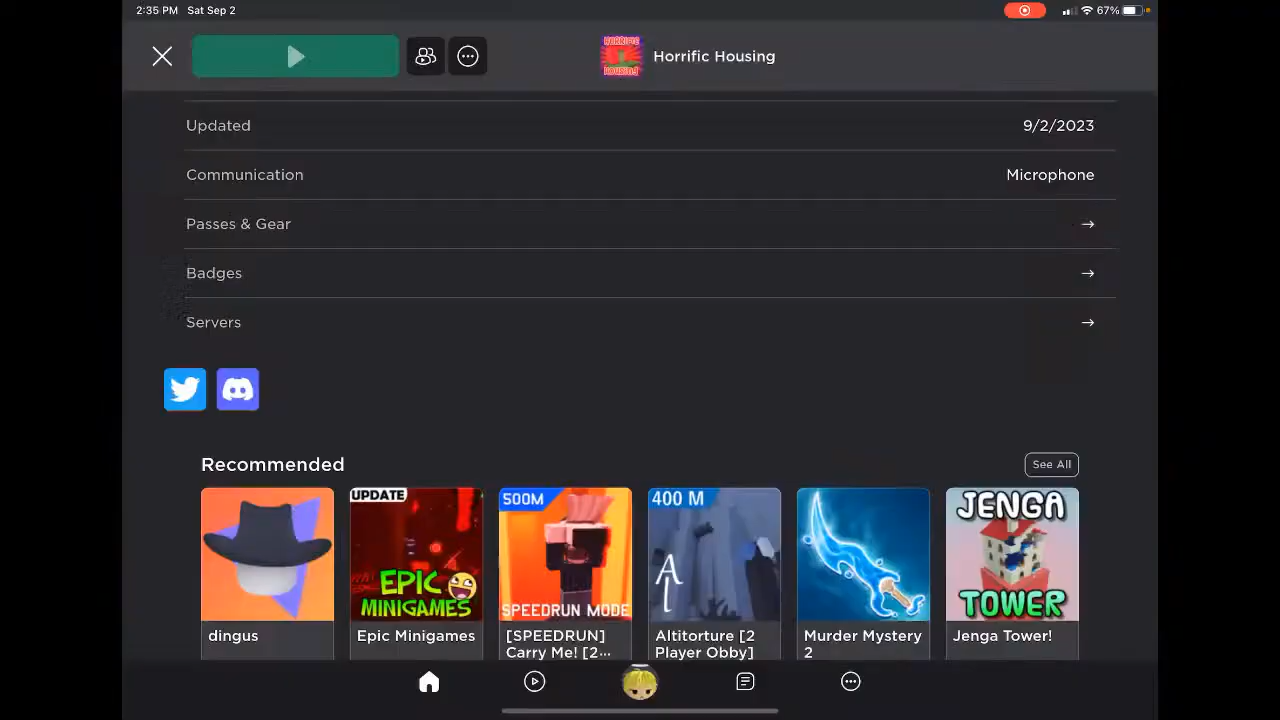 2:35 PM Sat Sep 2
67%
HORRIFIC
HOUSING
Horrific Housing
Updated
9/2/2023
Communication
Microphone
Passes & Gear
Badges
Servers
Recommended
See All
UPDATE
EPIC
MINIGAMES
500M
SPEEDRUN MODE
400 M
A
L
JENGA
TOWER
dingus
Epic Minigames
[SPEEDRUN]
Carry Me! [2...
Altitorture [2
Player Obby]
Murder Mystery
2
Jenga Tower!